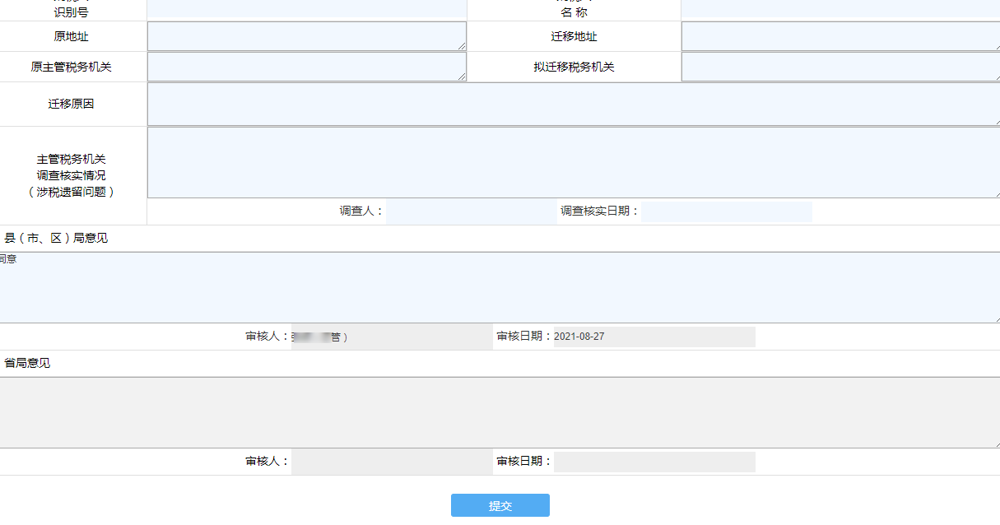 识别号
名 称
原地址
迁移地址
原主管税务机关
拟迁移税务机关
迁移原因
主管税务机关
调查核实情况
（涉税遗留问题）
调查人：
调查核实日期：
县（市、区）局意见
同意
审核人：
管）
审核日期：
2021-08-27
省局意见
审核人：
审核日期：
提交